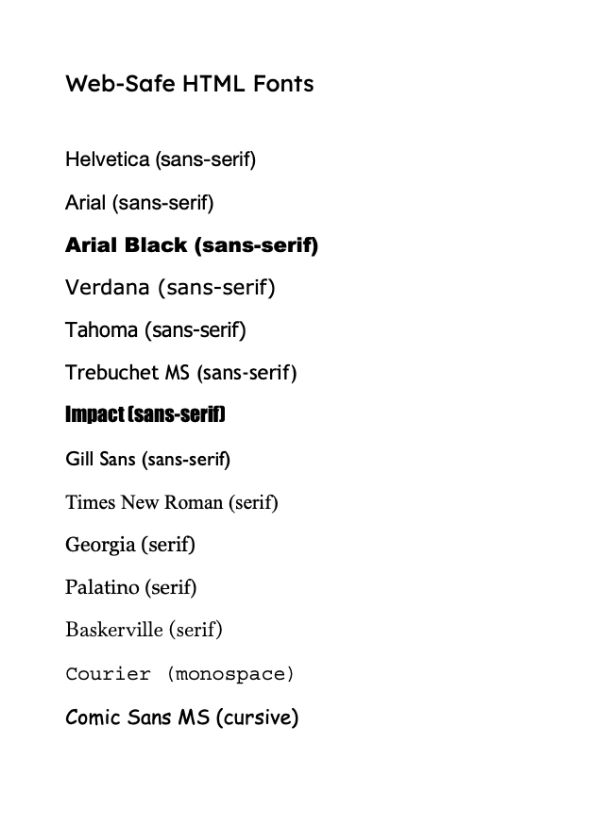 Web-Safe HTML Fonts
Helvetica (sans-serif)
Arial (sans-serif)
Arial Black (sans-serif)
Verdana (sans-serif)
Tahoma (sans-serif)
Trebuchet MS (sans-serif)
Impact (sans-serif)
Gill Sans (sans-serif)
Times New Roman (serif)
Georgia (serif)
Palatino (serif)
Baskerville (serif)
Courier (monospace)
Comic Sans MS (cursive)